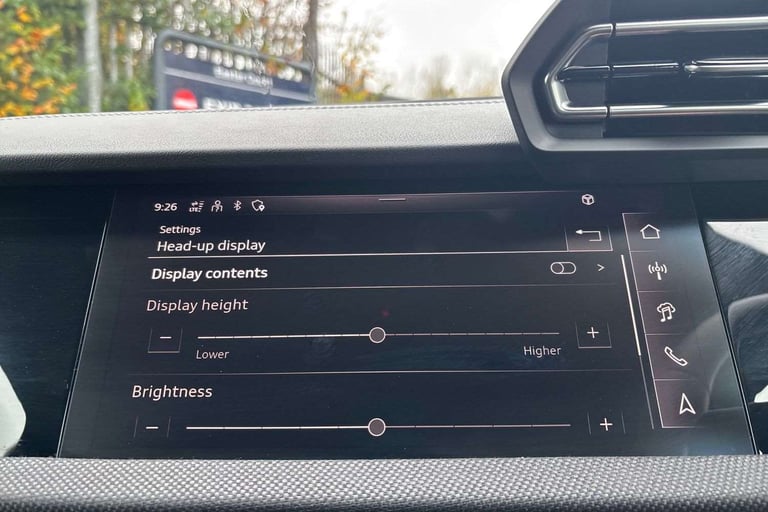 9:26
Settings
Head-up display
Display contents
Display height
Lower
Higher
Brightness